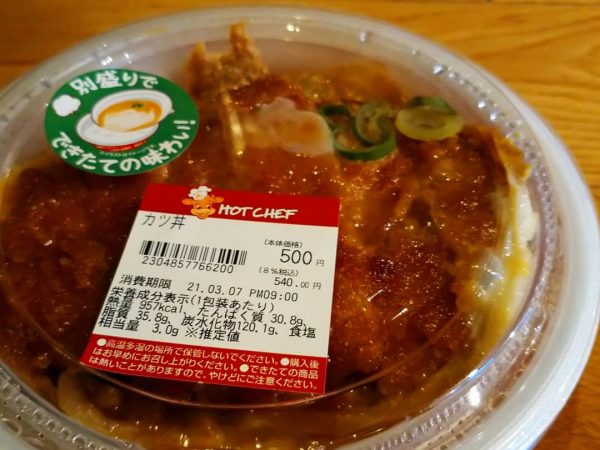 別盛りで
できたての味わい!
HOT CHEF
カツ丼
2304857766200
(本体価格)
500円
(8%税込)
540.00円
消費期限 21.03.07 PM09:00
栄養成分表示(1包装あたり)
熱量 957kcal、たんぱく質 30.8g、
脂質 35.8g、炭水化物120.1g、食塩
相当量 3.0g ※推定値
●高温多湿の場所で保管しないでください。●購入後
はお早めにお召し上がりください。●できたての商品
は熱いことがありますので、やけどにご注意ください。